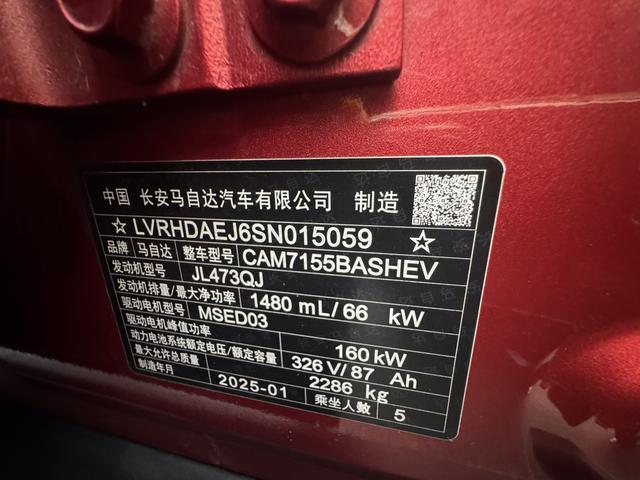 中国 长安马自达汽车有限公司 制造
☆ LVRHDAEJ6SN015059 ☆
品牌 马自达 整车型号 CAM7155BASHEV
发动机型号 JL473QJ
发动机排量/最大净功率 1480 mL/66 kW
驱动电机型号 MSED03
驱动电机峰值功率 160 kW
动力电池系统额定电压/额定容量 326 V/87 Ah
最大允许总质量 2286 kg
制造年月 2025-01 乘坐人数 5